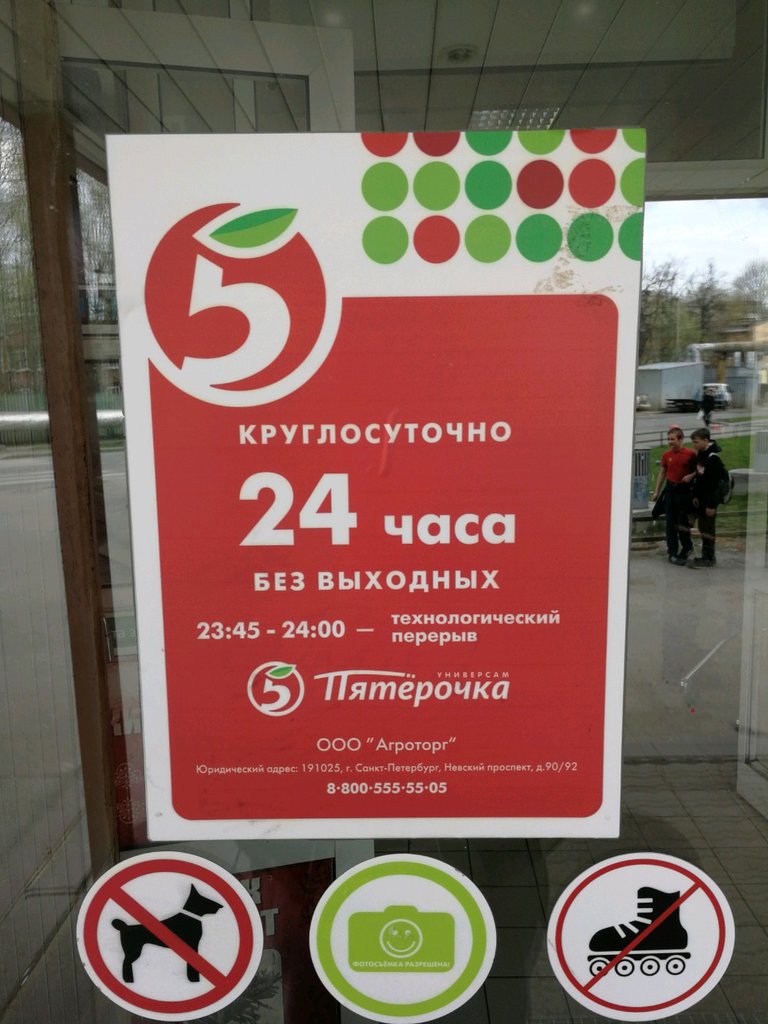 5
КРУГЛОСУТОЧНО
24 часа
БЕЗ ВЫХОДНЫХ
23:45 - 24:00 — технологический
перерыв
5 УНИВЕРСАМ
Пятёрочка
ООО "Агроторг"
Юридический адрес: 191025, г. Санкт-Петербург, Невский проспект, д.90/92
8·800·555·55·05
ФОТОСЪЁМКА РАЗРЕШЕНА!